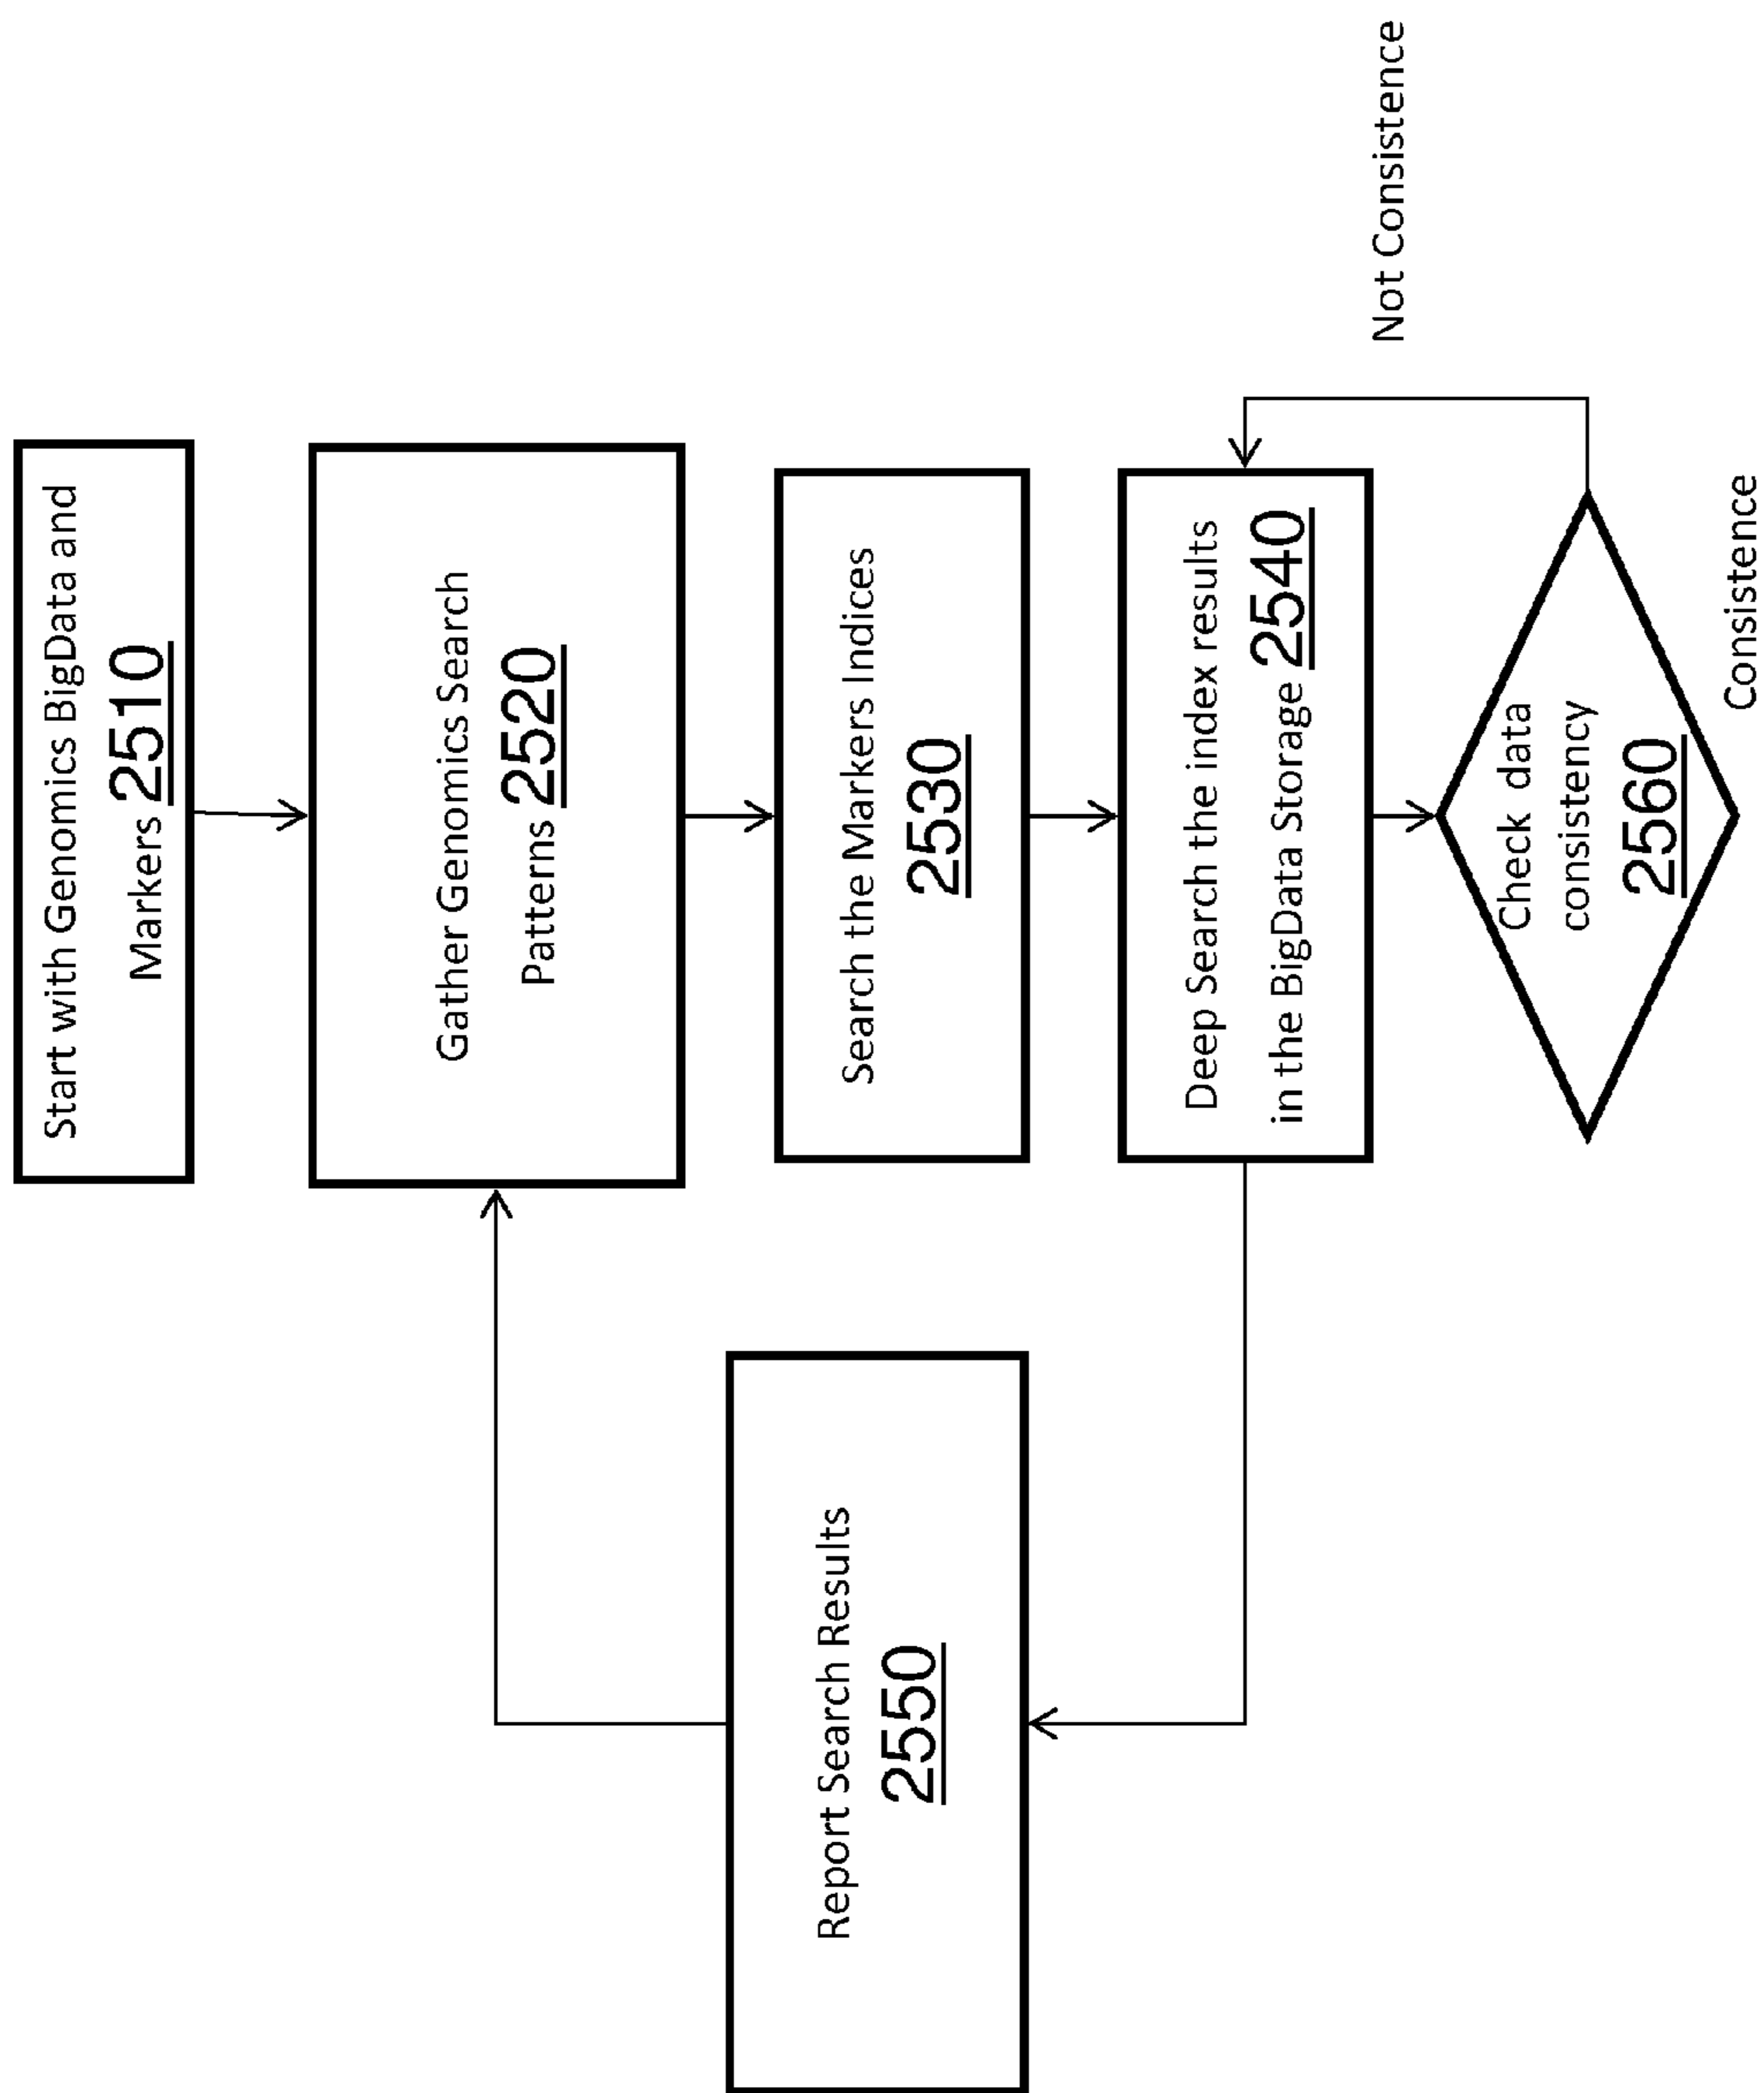 Start with Genomics BigData and
Markers 2510
Gather Genomics Search
Patterns 2520
Search the Markers Indices
2530
Deep Search the index results
in the BigData Storage 2540
Check data
consistency
2560
Not Consistence
Consistence
Report Search Results
2550